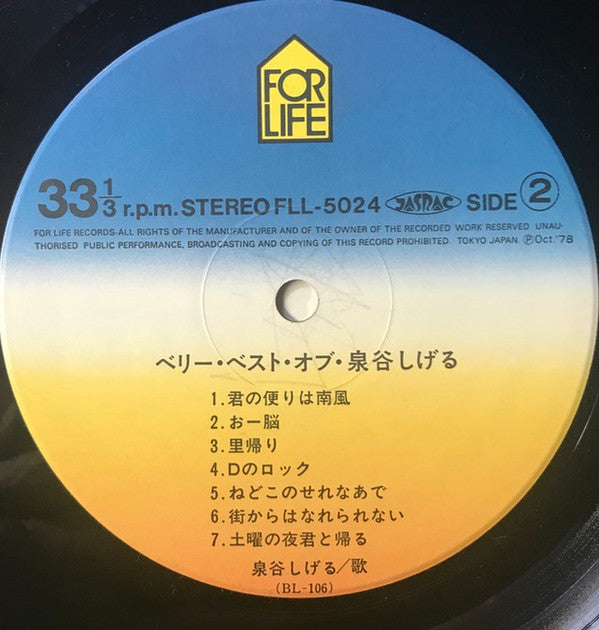 FOR
LIFE
33 1/3 r.p.m. STEREO FLL-5024 JASRAC SIDE 2
FOR LIFE RECORDS-ALL RIGHTS OF THE MANUFACTURER AND OF THE OWNER OF THE RECORDED WORK RESERVED UNAU-
THORISED PUBLIC PERFORMANCE, BROADCASTING AND COPYING OF THIS RECORD PROHIBITED. TOKYO JAPAN. ⓅOct.'78
ベリー・ベスト・オブ・泉谷しげる
1.君の便りは南風
2.おー脳
3.里帰り
4.Dのロック
5.ねどこのせれなあで
6.街からはなれられない
7.土曜の夜君と帰る
泉谷しげる/歌
(BL-106)